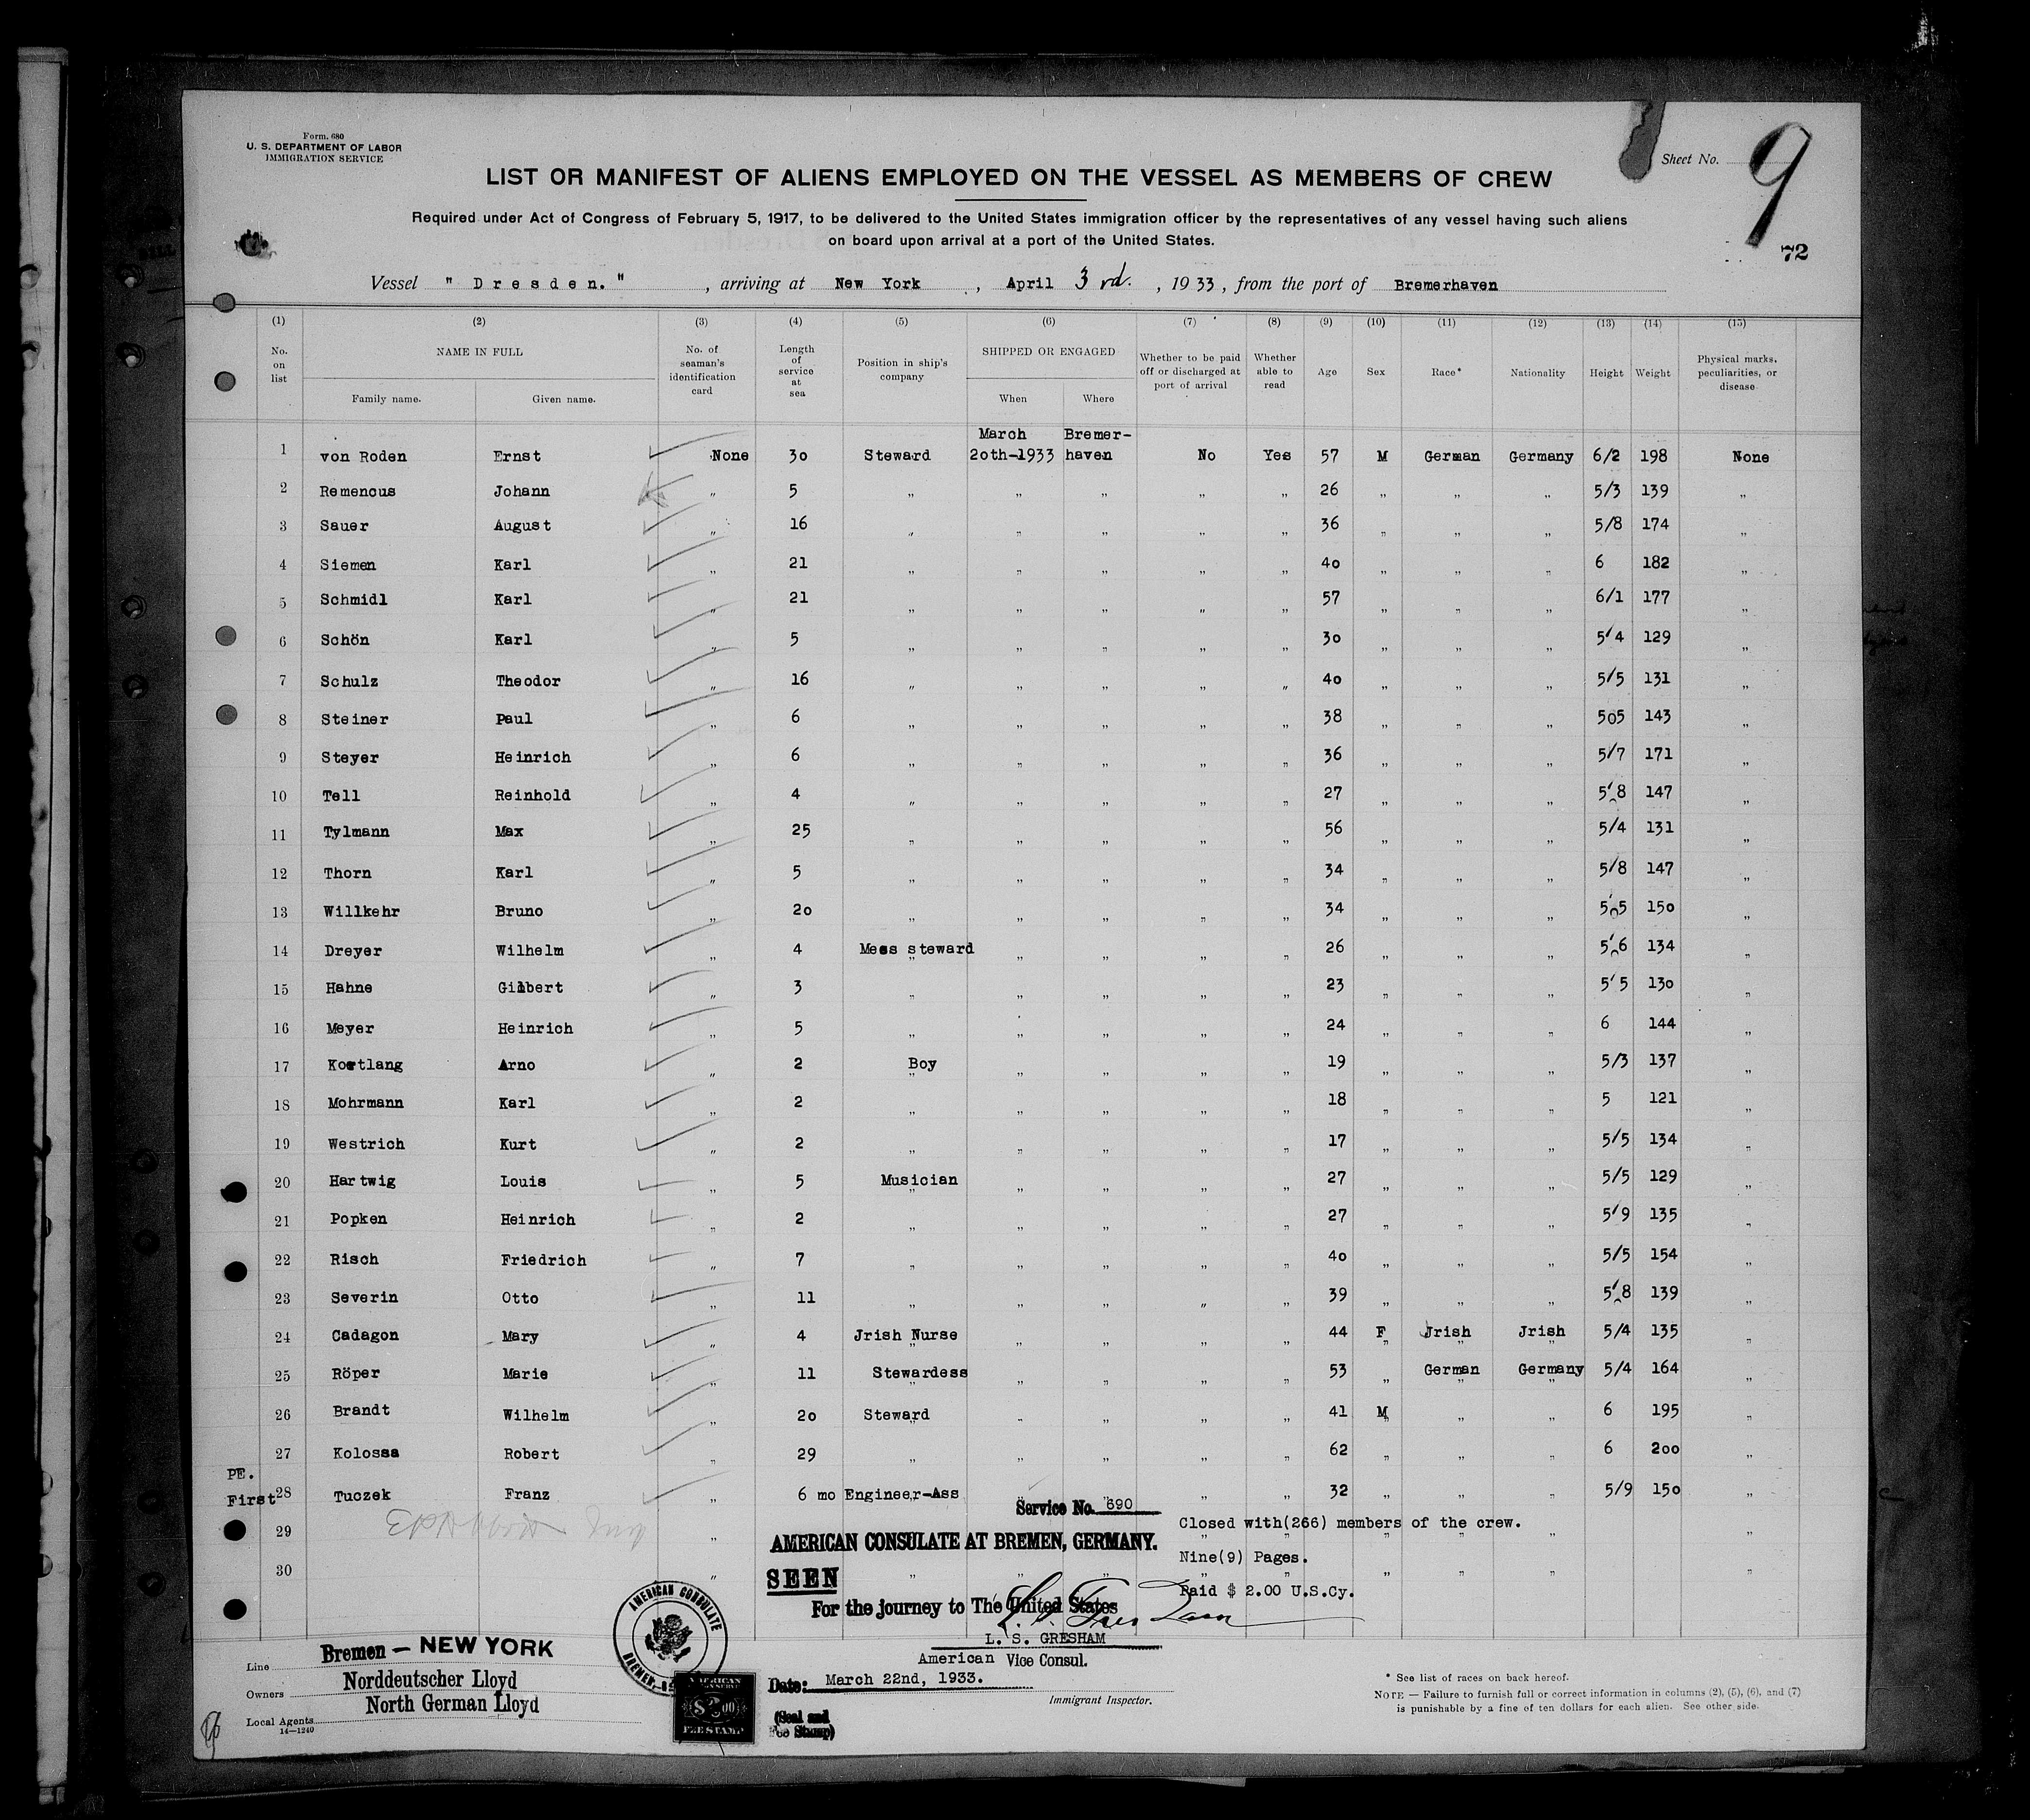 Form. 680
U. S. DEPARTMENT OF LABOR
IMMIGRATION SERVICE
Sheet No. 9
LIST OR MANIFEST OF ALIENS EMPLOYED ON THE VESSEL AS MEMBERS OF CREW
Required under Act of Congress of February 5, 1917, to be delivered to the United States immigration officer by the representatives of any vessel having such aliens
on board upon arrival at a port of the United States.
72
Vessel " Dresden. " , arriving at New York , April 3 rd. , 1933 , from the port of Bremerhaven
(1) (2) (3) (4) (5) (6) (7) (8) (9) (10) (11) (12) (13) (14) (15)
No. on list NAME IN FULL Family name. Given name. No. of seaman's identification card Length of service at sea Position in ship's company SHIPPED OR ENGAGED When Where Whether to be paid off or discharged at port of arrival Whether able to read Age Sex Race* Nationality Height Weight Physical marks, peculiarities, or disease
March Bremer-
1 von Roden Ernst None 30 Steward 20th-1933 haven No Yes 57 M German Germany 6/2 198 None
2 Remencus Johann " 5 " " " " " 26 " " " 5/3 139 "
3 Sauer August " 16 " " " " " 36 " " " 5/8 174 "
4 Siemen Karl " 21 " " " " " 40 " " " 6 182 "
5 Schmidl Karl " 21 " " " " " 57 " " " 6/1 177 "
6 Schön Karl " 5 " " " " " 30 " " " 5'4 129 "
7 Schulz Theodor " 16 " " " " " 40 " " " 5/5 131 "
8 Steiner Paul " 6 " " " " " 38 " " " 505 143 "
9 Steyer Heinrich " 6 " " " " " 36 " " " 5/7 171 "
10 Tell Reinhold " 4 " " " " " 27 " " " 5'8 147 "
11 Tylmann Max " 25 " " " " " 56 " " " 5/4 131 "
12 Thorn Karl " 5 " " " " " 34 " " " 5/8 147 "
13 Willkehr Bruno " 20 " " " " " 34 " " " 5'5 150 "
14 Dreyer Wilhelm " 4 Mess steward " " " " 26 " " " 5'6 134 "
15 Hahne Gilbert " 3 " " " " " 23 " " " 5'5 130 "
16 Meyer Heinrich " 5 " " " " " 24 " " " 6 144 "
17 Kortlang Arno " 2 Boy " " " " 19 " " " 5/3 137 "
18 Mohrmann Karl " 2 " " " " " 18 " " " 5 121 "
19 Westrich Kurt " 2 " " " " " 17 " " " 5/5 134 "
20 Hartwig Louis " 5 Musician " " " " 27 " " " 5/5 129 "
21 Popken Heinrich " 2 " " " " " 27 " " " 5'9 135 "
22 Risch Friedrich " 7 " " " " " 40 " " " 5/5 154 "
23 Severin Otto " 11 " " " " " 39 " " " 5'8 139 "
24 Cadagon Mary " 4 Jrish Nurse " " " " 44 F Jrish Jrish 5/4 135 "
25 Röper Marie " 11 Stewardess " " " " 53 " German Germany 5/4 164 "
26 Brandt Wilhelm " 20 Steward " " " " 41 M " " 6 195 "
27 Kolossa Robert " 29 " " " " " 62 " " " 6 200 "
PE.
First 28 Tuczek Franz " 6 mo Engineer-Ass " " " 32 " " " 5/9 150 "
Service No. 690
29 " Closed with(266) members of the crew. "
AMERICAN CONSULATE AT BREMEN, GERMANY.
Nine(9) Pages.
30 " " " " " " " " "
SEEN
Paid $ 2.00 U.S.Cy.
For the journey to The United States
L. S. GRESHAM
American Vice Consul.
Date: March 22nd, 1933.
Immigrant Inspector.
(Seal and
Fee Stamp)
AMERICAN CONSULATE
BREMEN
AMERICAN
$2.00
FEE STAMP
Line Bremen - NEW YORK
Owners Norddeutscher Lloyd
North German Lloyd
Local Agents
14-1240
* See list of races on back hereof.
NOTE — Failure to furnish full or correct information in columns (2), (5), (6), and (7)
is punishable by a fine of ten dollars for each alien. See other side.